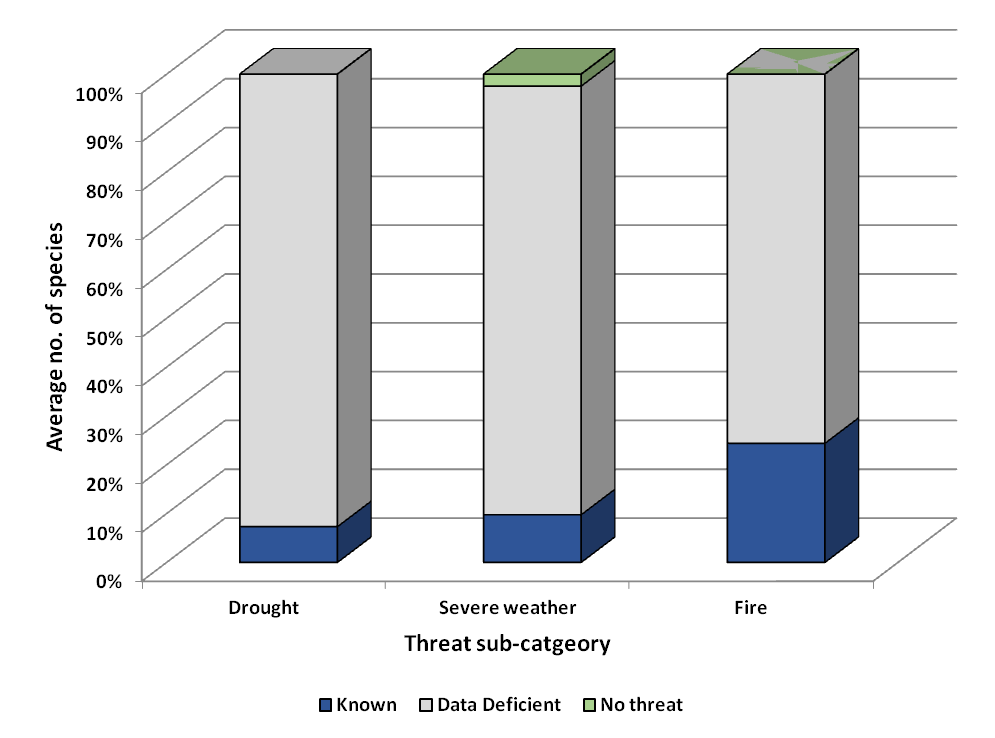 100%
90%
80%
70%
60%
50%
40%
30%
20%
10%
0%
Average no. of species
Drought Severe weather Fire
Threat sub-catgeory
Known Data Deficient No threat